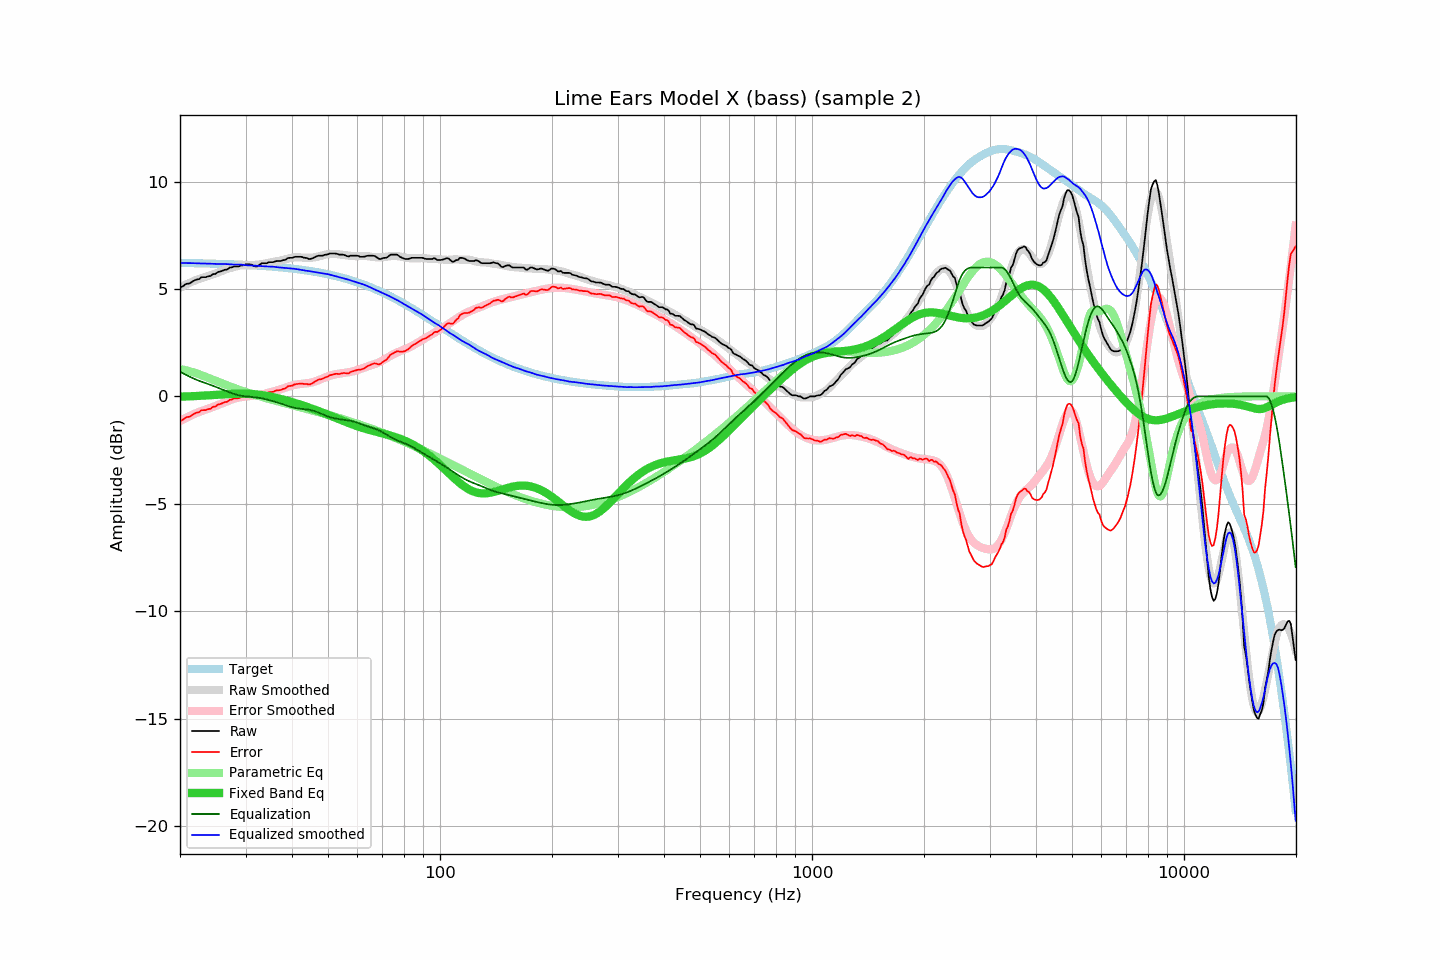 Lime Ears Model X (bass) (sample 2)
10
5
0
−5
−10
−15
−20
Amplitude (dBr)
Target
Raw Smoothed
Error Smoothed
Raw
Error
Parametric Eq
Fixed Band Eq
Equalization
Equalized smoothed
100
1000
10000
Frequency (Hz)